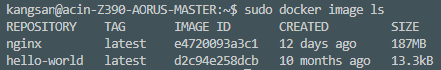 kangsan@acin-Z390-AORUS-MASTER:~$ sudo docker image ls
REPOSITORY    TAG       IMAGE ID       CREATED         SIZE
nginx         latest    e4720093a3c1   12 days ago     187MB
hello-world   latest    d2c94e258dcb   10 months ago   13.3kB